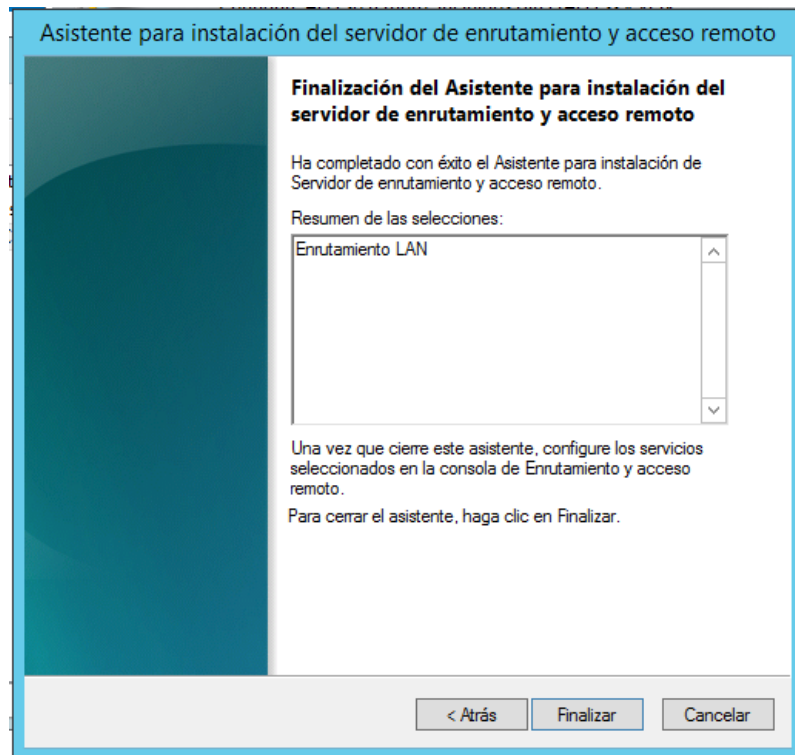 Asistente para instalación del servidor de enrutamiento y acceso remoto
Finalización del Asistente para instalación del
servidor de enrutamiento y acceso remoto
Ha completado con éxito el Asistente para instalación de
Servidor de enrutamiento y acceso remoto.
Resumen de las selecciones:
Enrutamiento LAN
Una vez que cierre este asistente, configure los servicios
seleccionados en la consola de Enrutamiento y acceso
remoto.
Para cerrar el asistente, haga clic en Finalizar.
< Atrás
Finalizar
Cancelar